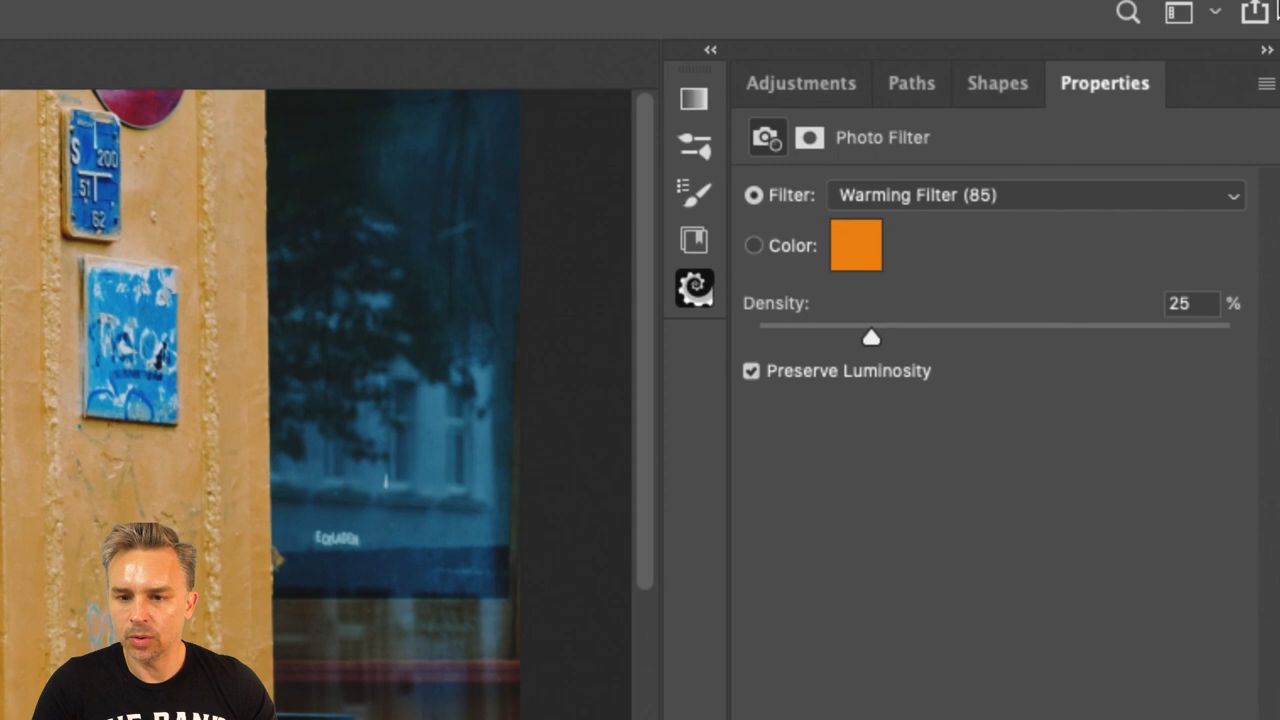 Adjustments Paths Shapes Properties
Photo Filter
Filter: Warming Filter (85)
Color:
Density: 25 %
Preserve Luminosity
S 200
51
62